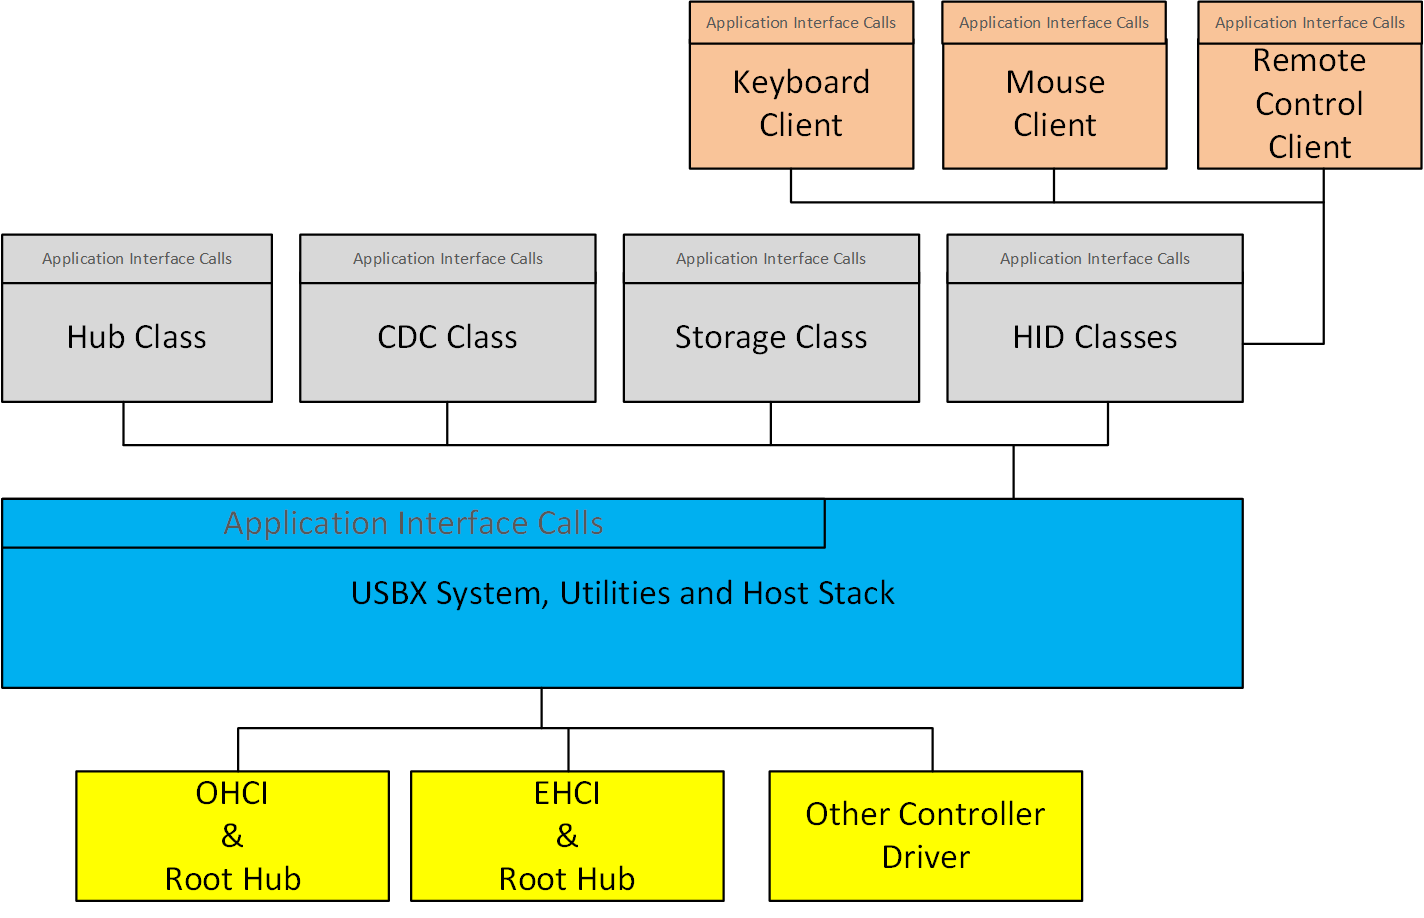 Application Interface Calls
Keyboard
Client
Application Interface Calls
Mouse
Client
Application Interface Calls
Remote
Control
Client
Application Interface Calls
Hub Class
Application Interface Calls
CDC Class
Application Interface Calls
Storage Class
Application Interface Calls
HID Classes
Application Interface Calls
USBX System, Utilities and Host Stack
OHCI
&
Root Hub
EHCI
&
Root Hub
Other Controller
Driver